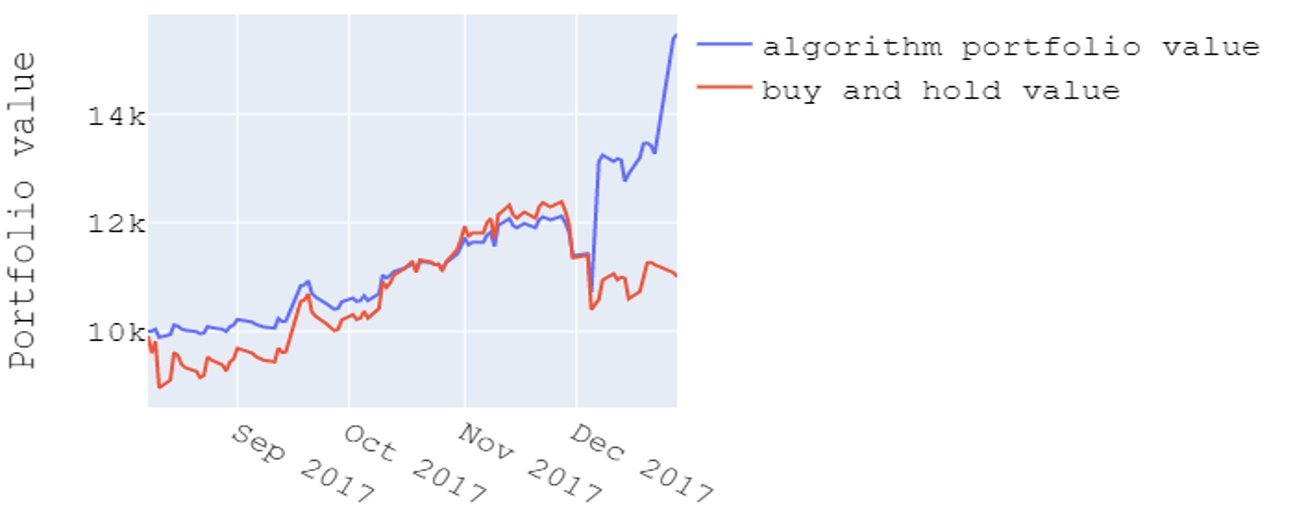 Portfolio value
14k
12k
10k
Sep 2017
Oct 2017
Nov 2017
Dec 2017
algorithm portfolio value
buy and hold value